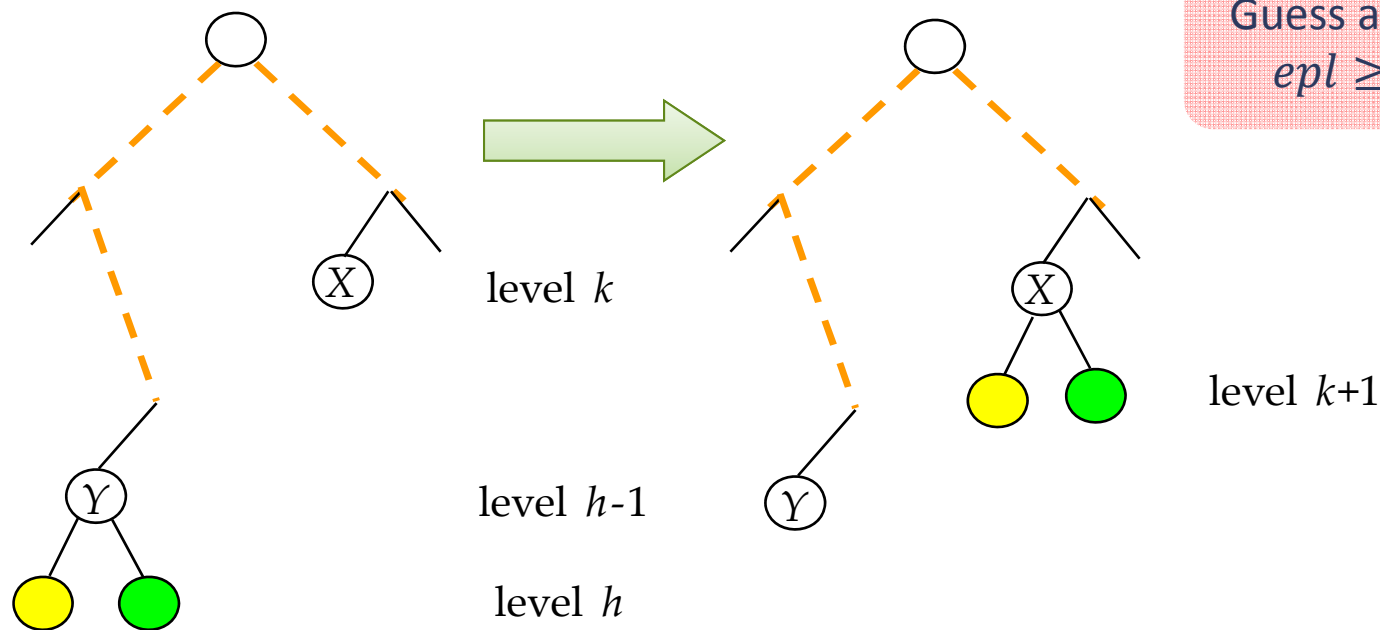 Guess a
epl ≥
X
level k
X
level k+1
Y
level h-1
Y
level h